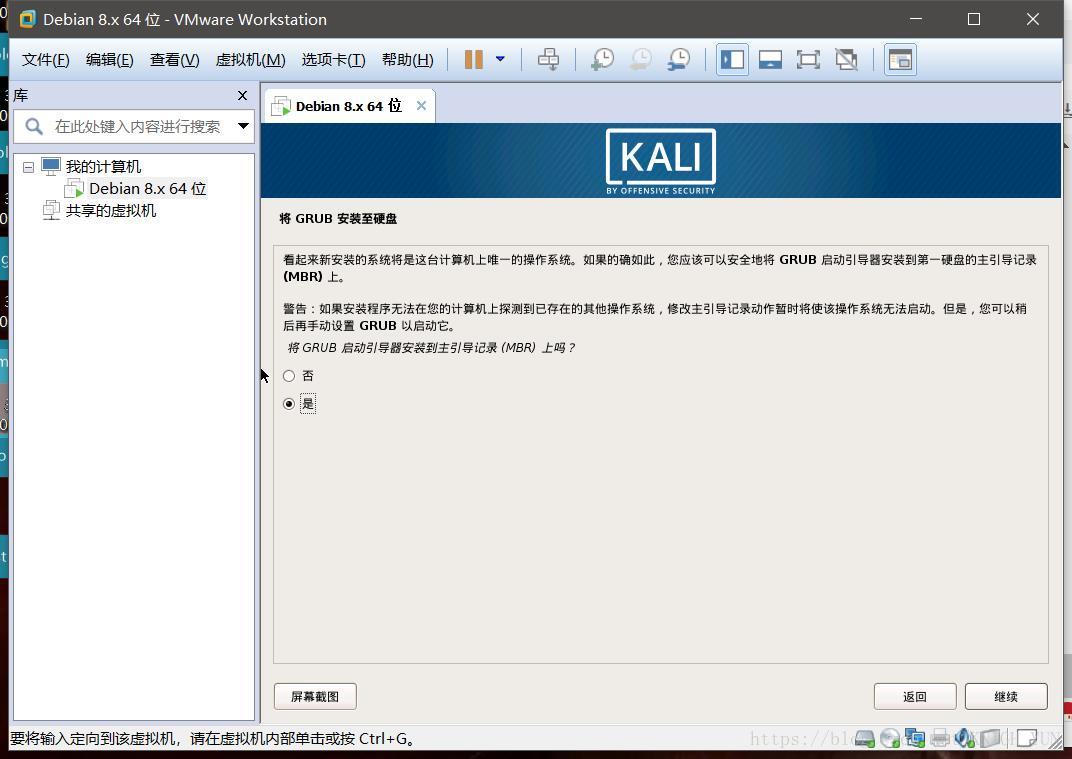 Debian 8.x 64 位 - VMware Workstation
文件(F) 编辑(E) 查看(V) 虚拟机(M) 选项卡(T) 帮助(H)
库
在此处键入内容进行搜索
我的计算机
Debian 8.x 64 位
共享的虚拟机
Debian 8.x 64 位
KALI
BY OFFENSIVE SECURITY
将 GRUB 安装至硬盘
看起来新安装的系统将是这台计算机上唯一的操作系统。如果的确如此，您应该可以安全地将 GRUB 启动引导器安装到第一硬盘的主引导记录
(MBR) 上。
警告：如果安装程序无法在您的计算机上探测到已存在的其他操作系统，修改主引导记录动作暂时将使该操作系统无法启动。但是，您可以稍
后再手动设置 GRUB 以启动它。
将 GRUB 启动引导器安装到主引导记录 (MBR) 上吗？
否
是
屏幕截图
返回
继续
要将输入定向到该虚拟机，请在虚拟机内部单击或按 Ctrl+G。
https://blo